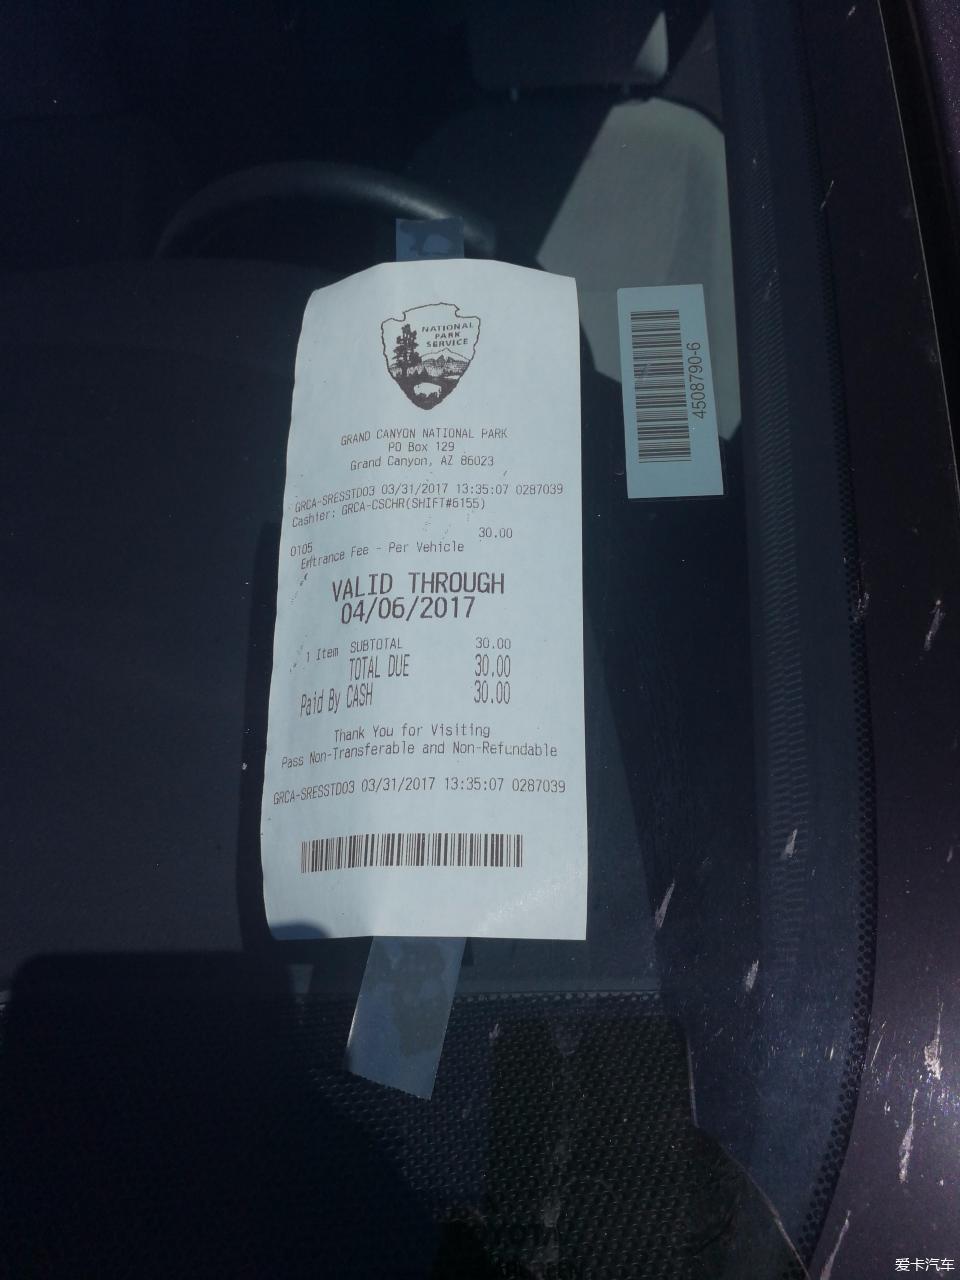 NATIONAL
PARK
SERVICE
GRAND CANYON NATIONAL PARK
PO Box 129
Grand Canyon, AZ 86023
GRCA-SRESSTD03 03/31/2017 13:35:07 0287039
Cashier: GRCA-CSCHR(SHIFT#6155)
30.00
0105
Entrance Fee - Per Vehicle
VALID THROUGH
04/06/2017
1 Item SUBTOTAL 30.00
TOTAL DUE 30.00
Paid By CASH 30.00
Thank You for Visiting
Pass Non-Transferable and Non-Refundable
GRCA-SRESSTD03 03/31/2017 13:35:07 0287039
4508790-6
爱卡汽车